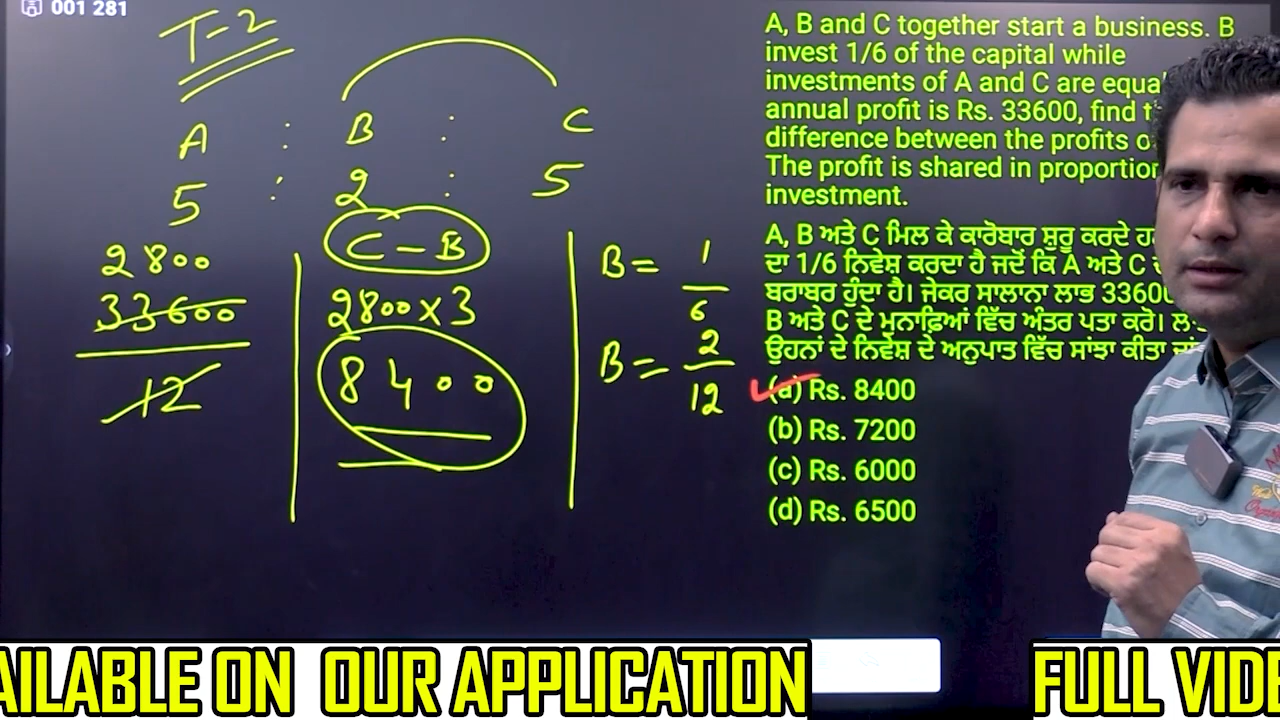 001 281
T-2
A : B : C
5 : 2 : 5
C - B
2800
33600
12
2800 x 3
8400
B = 1/6
B = 2/12
A, B and C together start a business. B
invest 1/6 of the capital while
investments of A and C are equa
annual profit is Rs. 33600, find t
difference between the profits o
The profit is shared in proportion
investment.
A, B ਅਤੇ C ਮਿਲ ਕੇ ਕਾਰੋਬਾਰ ਸ਼ੁਰੂ ਕਰਦੇ ਹ
ਦਾ 1/6 ਨਿਵੇਸ਼ ਕਰਦਾ ਹੈ ਜਦੋਂ ਕਿ A ਅਤੇ C
ਬਰਾਬਰ ਹੁੰਦਾ ਹੈ। ਜੇਕਰ ਸਾਲਾਨਾ ਲਾਭ 33600
B ਅਤੇ C ਦੇ ਮੁਨਾਫ਼ਿਆਂ ਵਿੱਚ ਅੰਤਰ ਪਤਾ ਕਰੋ।
ਉਹਨਾਂ ਦੇ ਨਿਵੇਸ਼ ਦੇ ਅਨੁਪਾਤ ਵਿੱਚ ਸਾਂਝਾ ਕੀਤਾ
(a) Rs. 8400
(b) Rs. 7200
(c) Rs. 6000
(d) Rs. 6500
AILABLE ON OUR APPLICATION
FULL VIDE